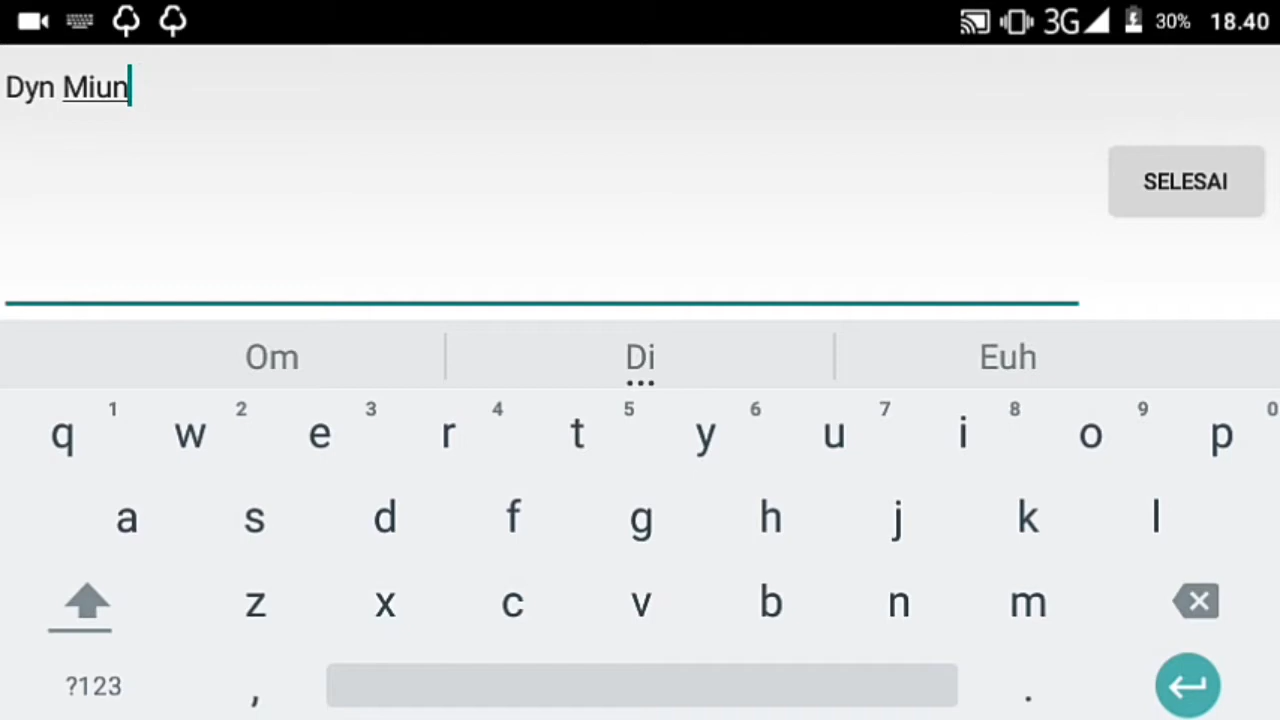 3G 30% 18.40
Dyn Miun
SELESAI
Om Di Euh
1 2 3 4 5 6 7 8 9 0
q w e r t y u i o p
a s d f g h j k l
z x c v b n m
?123 , .